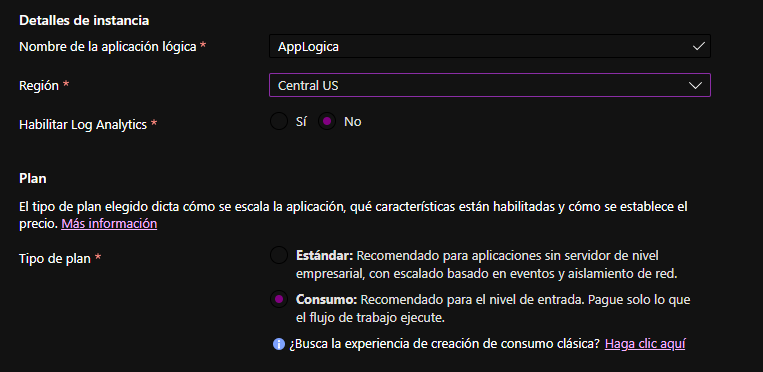 Detalles de instancia
Nombre de la aplicación lógica * AppLogica
Región * Central US
Habilitar Log Analytics * Sí No
Plan
El tipo de plan elegido dicta cómo se escala la aplicación, qué características están habilitadas y cómo se establece el
precio. Más información
Tipo de plan * Estándar: Recomendado para aplicaciones sin servidor de nivel
empresarial, con escalado basado en eventos y aislamiento de red.
Consumo: Recomendado para el nivel de entrada. Pague solo lo que
el flujo de trabajo ejecute.
¿Busca la experiencia de creación de consumo clásica? Haga clic aquí